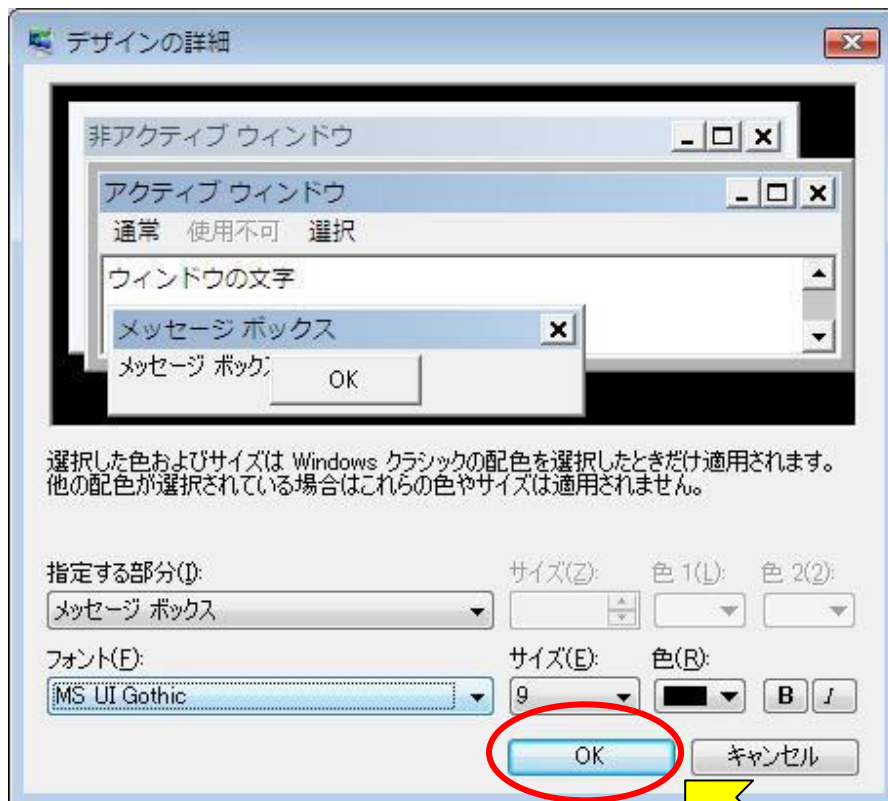 デザインの詳細
非アクティブ ウィンドウ
アクティブ ウィンドウ
通常 使用不可 選択
ウィンドウの文字
メッセージ ボックス
メッセージ ボック
OK
選択した色およびサイズは Windows クラシックの配色を選択したときだけ適用されます。
他の配色が選択されている場合はこれらの色やサイズは適用されません。
指定する部分(I): サイズ(Z): 色 1(L): 色 2(2):
メッセージ ボックス
フォント(F): サイズ(E): 色(R):
MS UI Gothic 9 B I
OK キャンセル